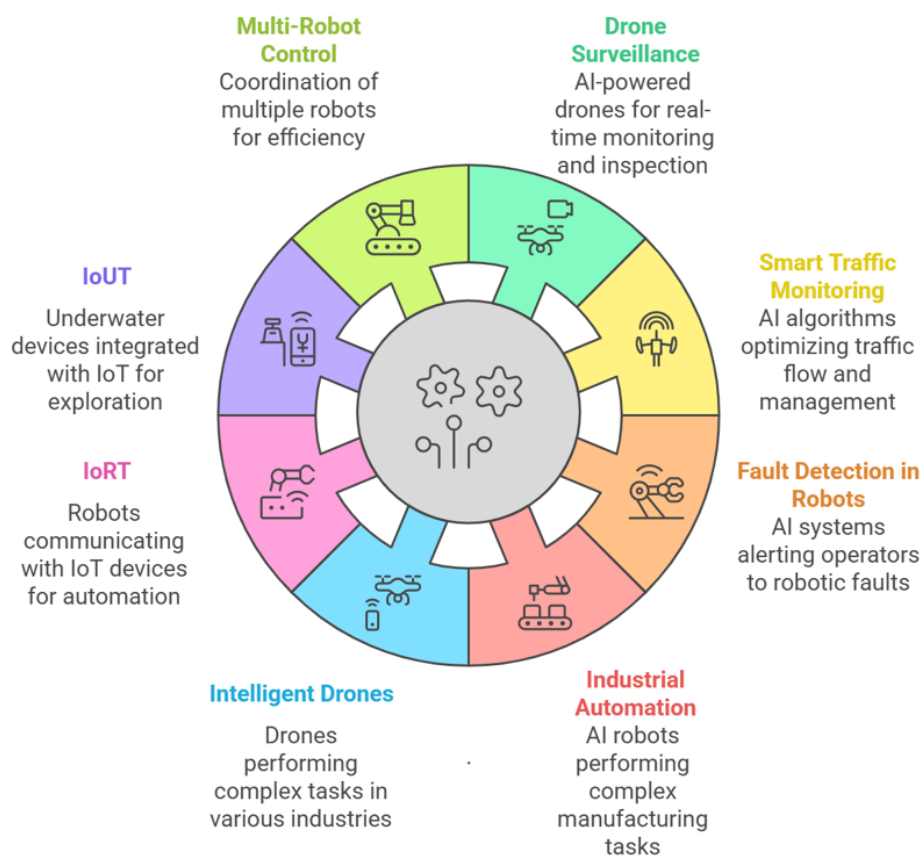 Multi-Robot
Control
Coordination of
multiple robots
for efficiency
Drone
Surveillance
AI-powered
drones for real-
time monitoring
and inspection
IoUT
Underwater
devices integrated
with IoT for
exploration
Smart Traffic
Monitoring
AI algorithms
optimizing traffic
flow and
management
IoRT
Robots
communicating
with IoT devices
for automation
Fault Detection in
Robots
AI systems
alerting operators
to robotic faults
Intelligent Drones
Drones
performing
complex tasks in
various industries
Industrial
Automation
AI robots
performing
complex
manufacturing
tasks